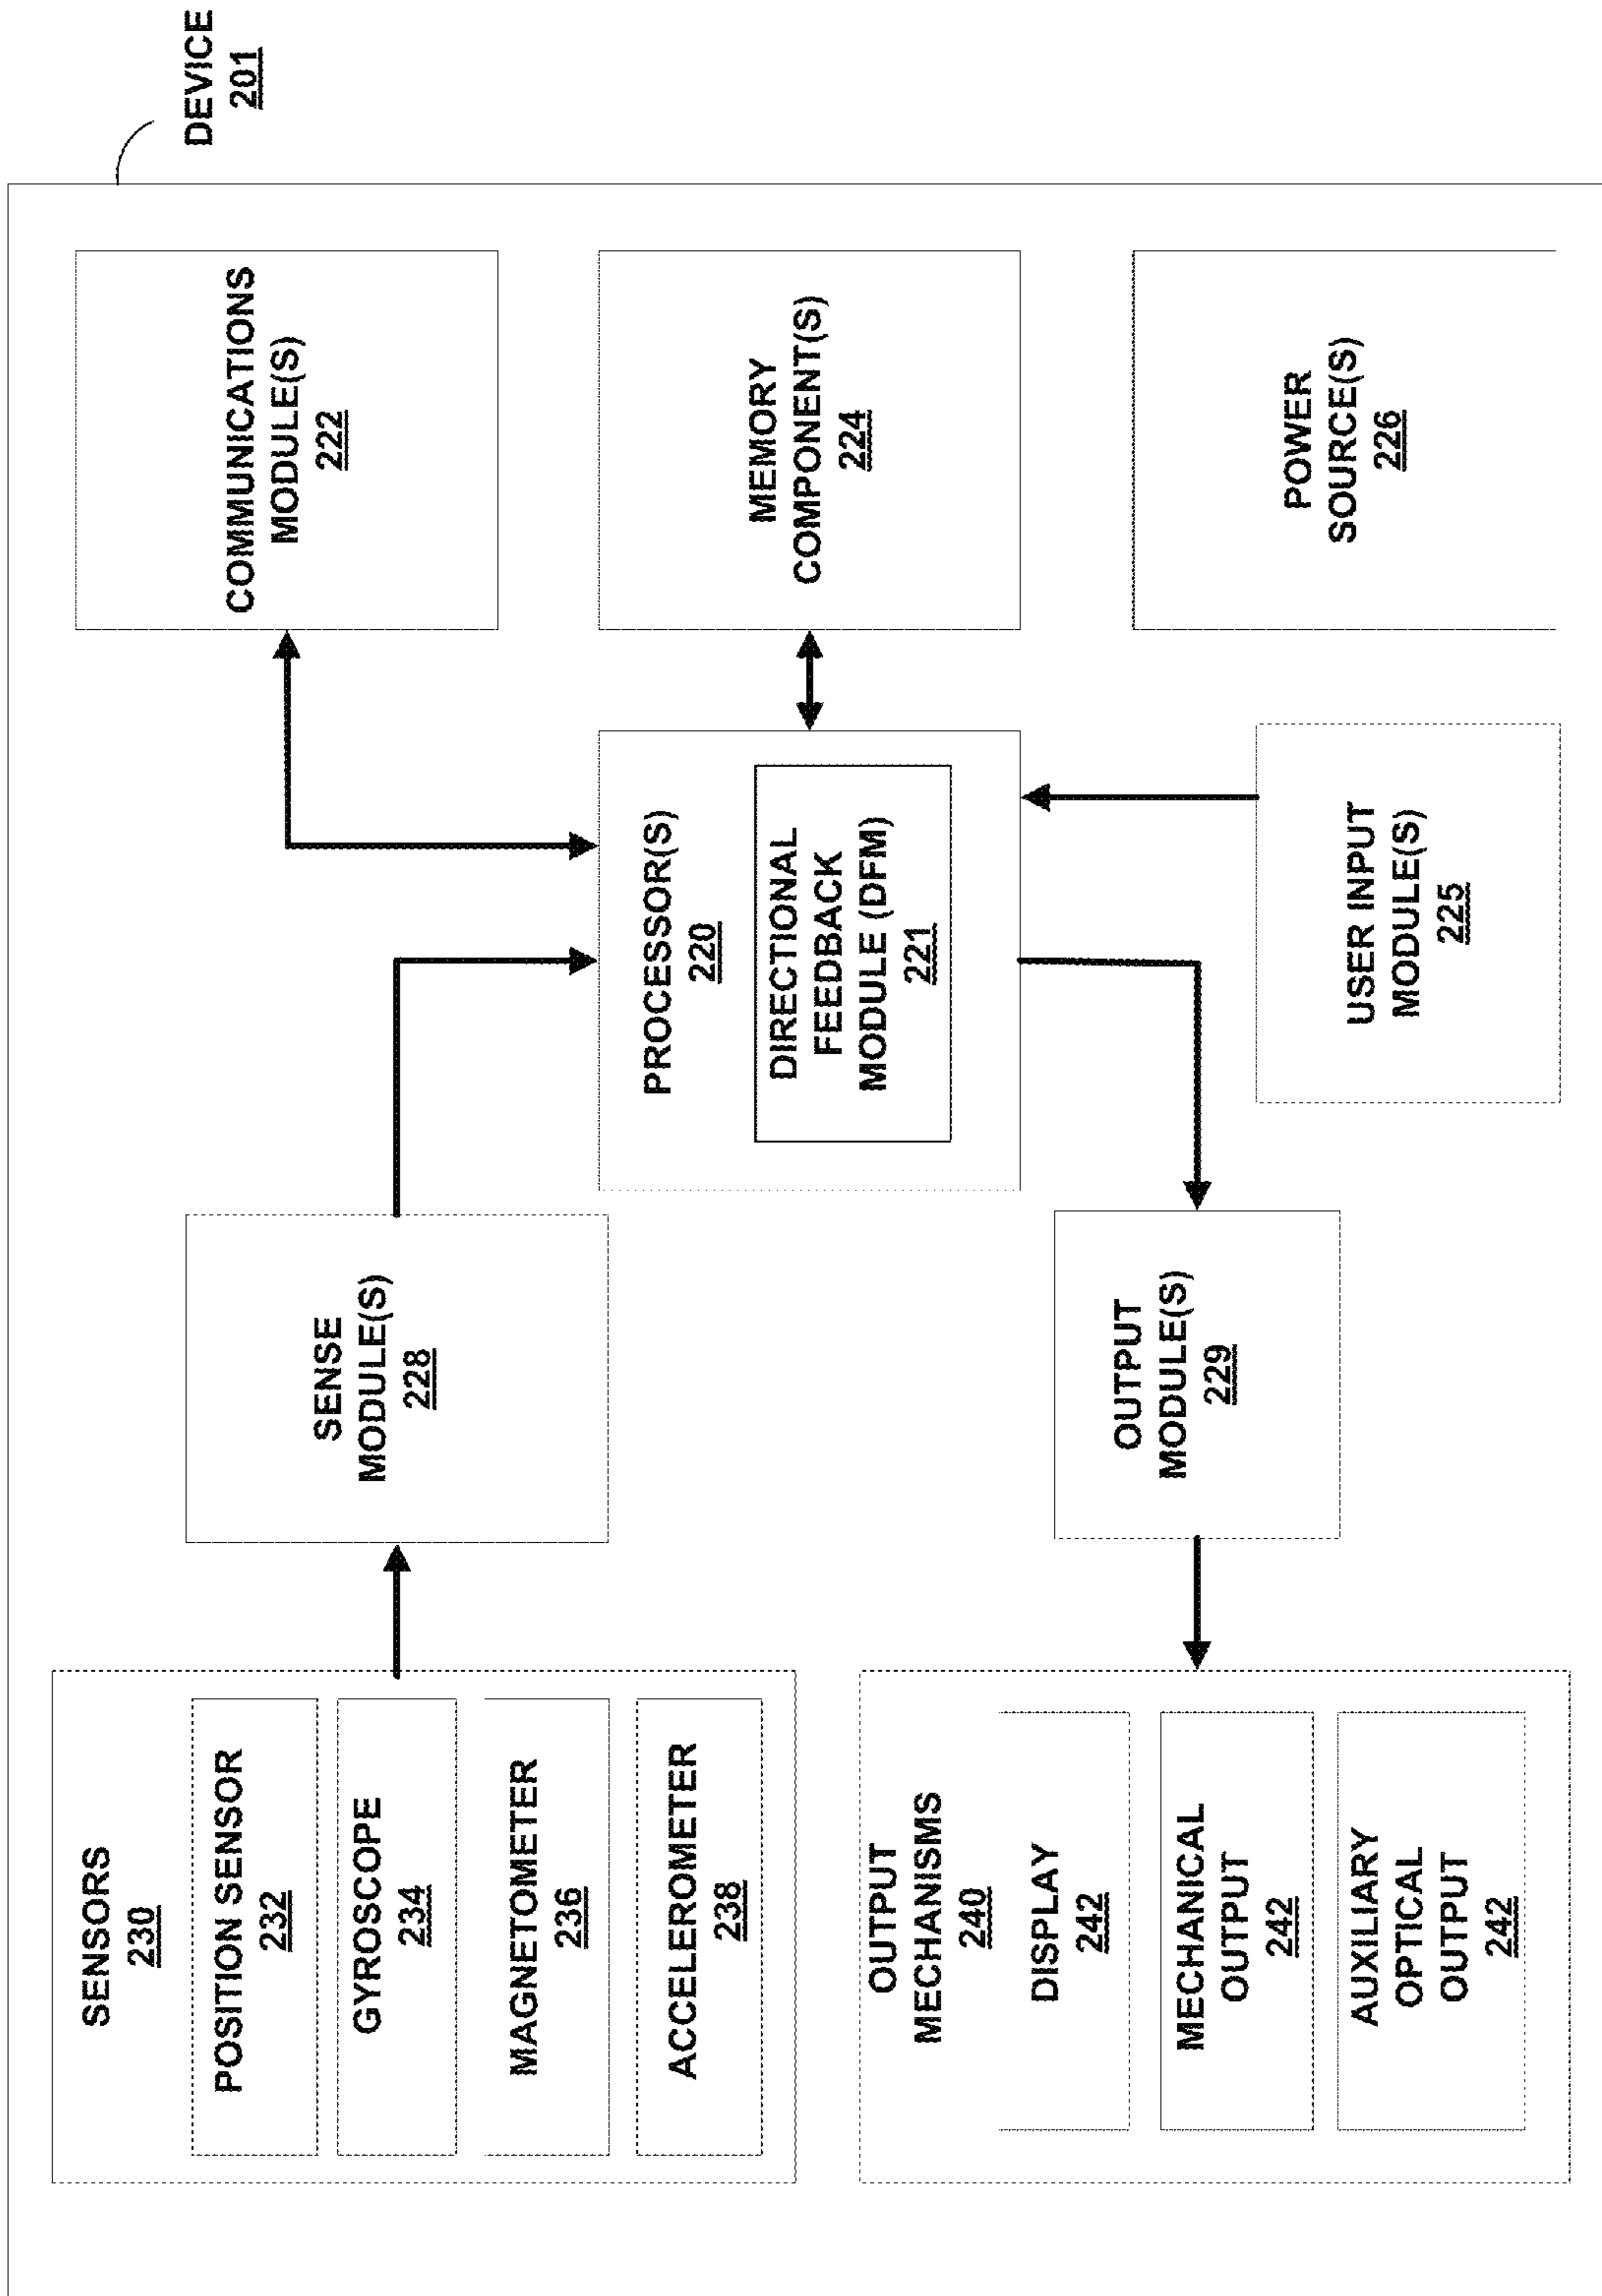 DEVICE
201
SENSORS
230
POSITION SENSOR
232
GYROSCOPE
234
MAGNETOMETER
236
ACCELEROMETER
238
SENSE
MODULE(S)
228
COMMUNICATIONS
MODULE(S)
222
PROCESSOR(S)
220
DIRECTIONAL
FEEDBACK
MODULE (DFM)
221
MEMORY
COMPONENT(S)
224
OUTPUT
MECHANISMS
240
DISPLAY
242
MECHANICAL
OUTPUT
242
AUXILIARY
OPTICAL
OUTPUT
242
OUTPUT
MODULE(S)
229
USER INPUT
MODULE(S)
225
POWER
SOURCE(S)
226